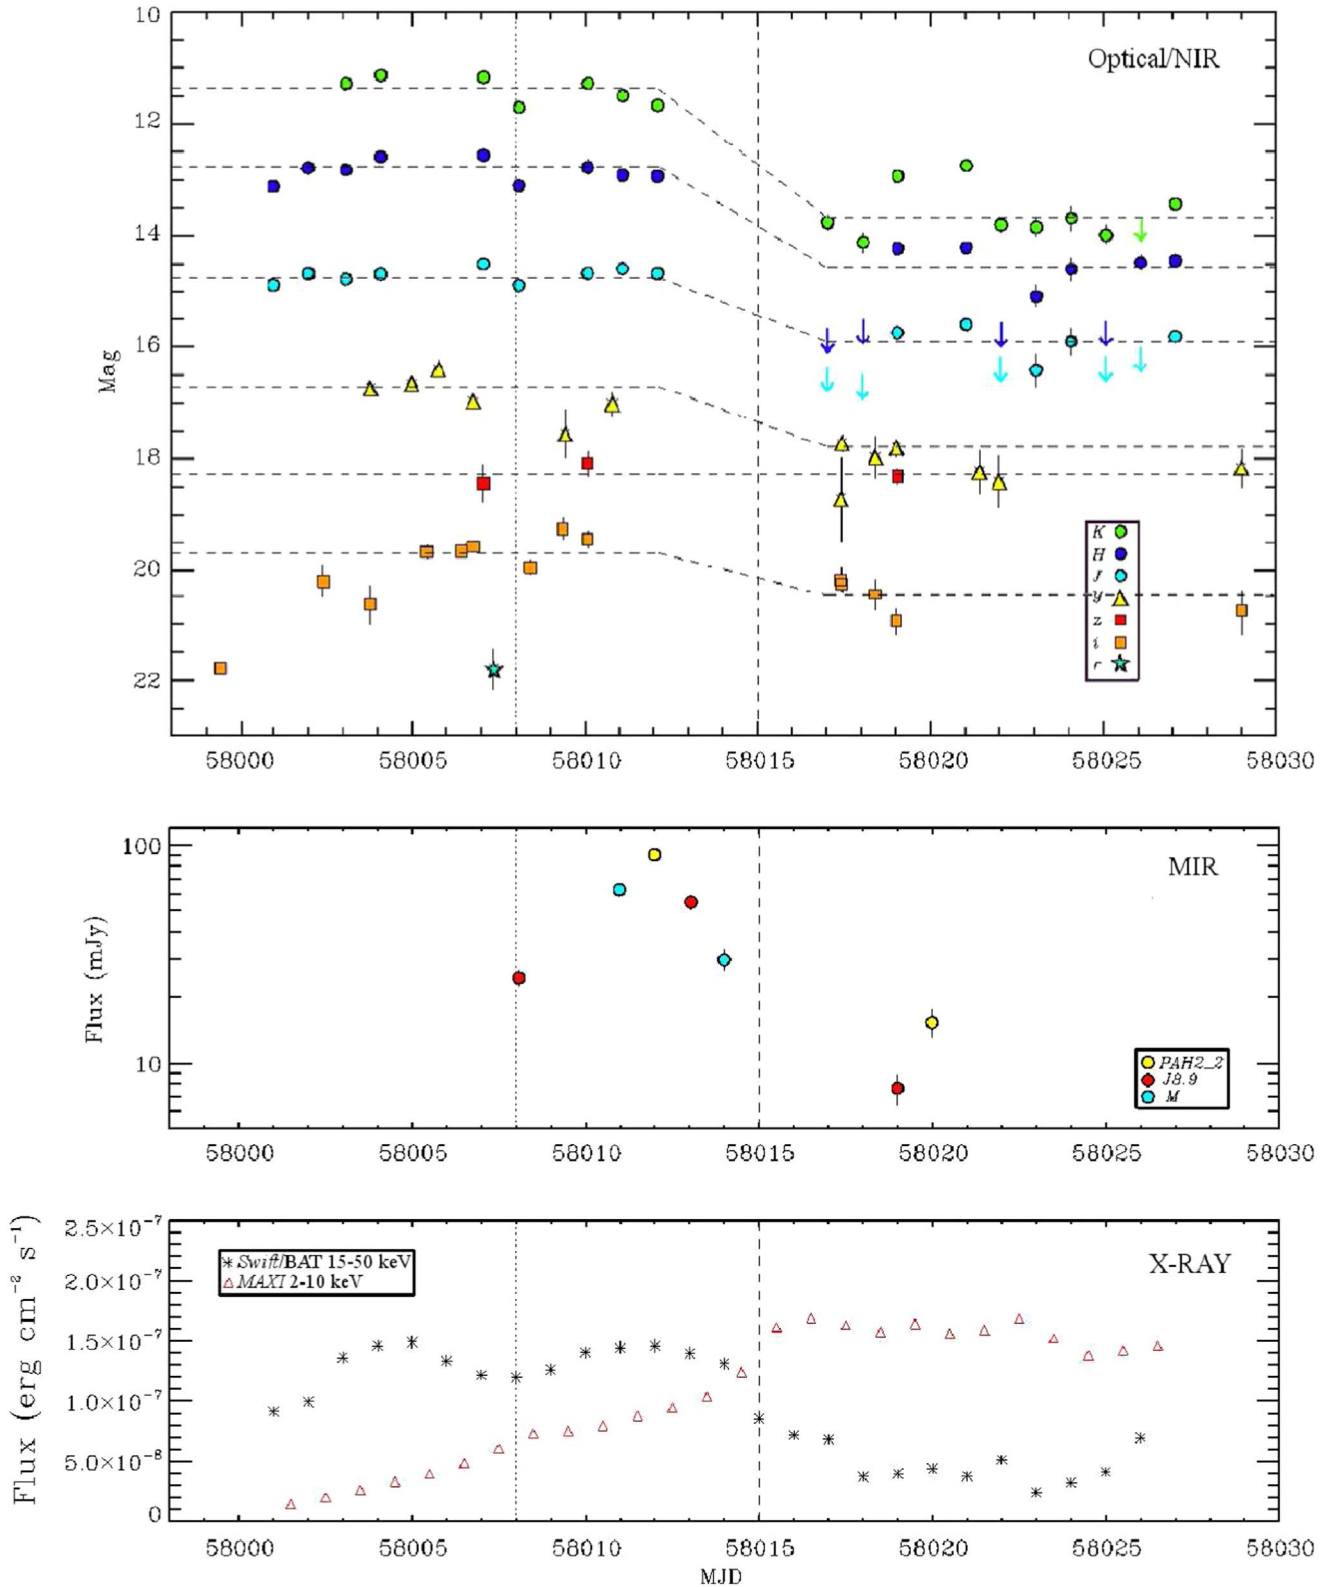 Optical/NIR
Mag
10
12
14
16
18
20
22
K
H
J
y
z
i
r
58000 58005 58010 58015 58020 58025 58030
MIR
Flux (mJy)
100
10
PAH2_2
J8.9
M
58000 58005 58010 58015 58020 58025 58030
X-RAY
Flux (erg cm⁻² s⁻¹)
2.5×10⁻⁷
2.0×10⁻⁷
1.5×10⁻⁷
1.0×10⁻⁷
5.0×10⁻⁸
0
Swift/BAT 15-50 keV
MAXI 2-10 keV
58000 58005 58010 58015 58020 58025 58030
MJD